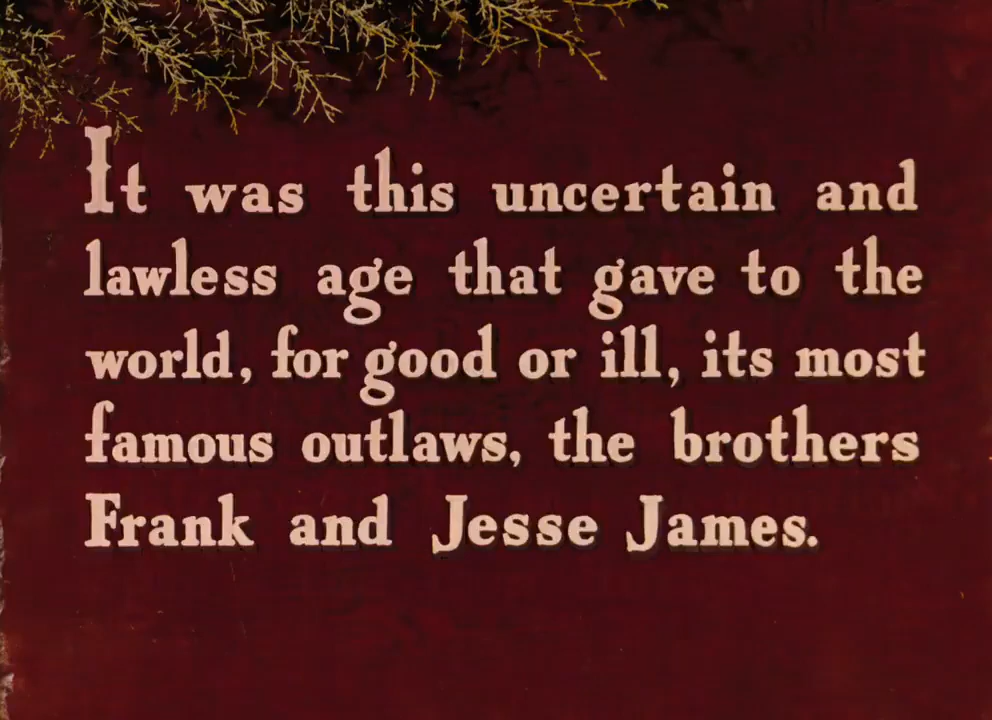 It was this uncertain and
lawless age that gave to the
world, for good or ill, its most
famous outlaws, the brothers
Frank and Jesse James.